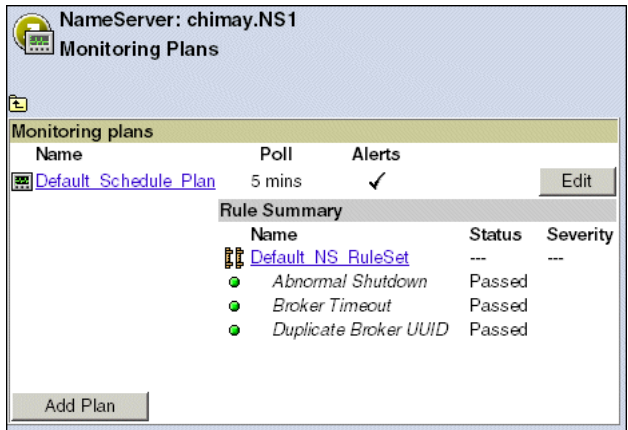 NameServer: chimay.NS1
Monitoring Plans
Monitoring plans
Name Poll Alerts
Default_Schedule_Plan 5 mins Edit
Rule Summary
Name Status Severity
Default_NS_RuleSet --- ---
Abnormal Shutdown Passed
Broker Timeout Passed
Duplicate Broker UUID Passed
Add Plan